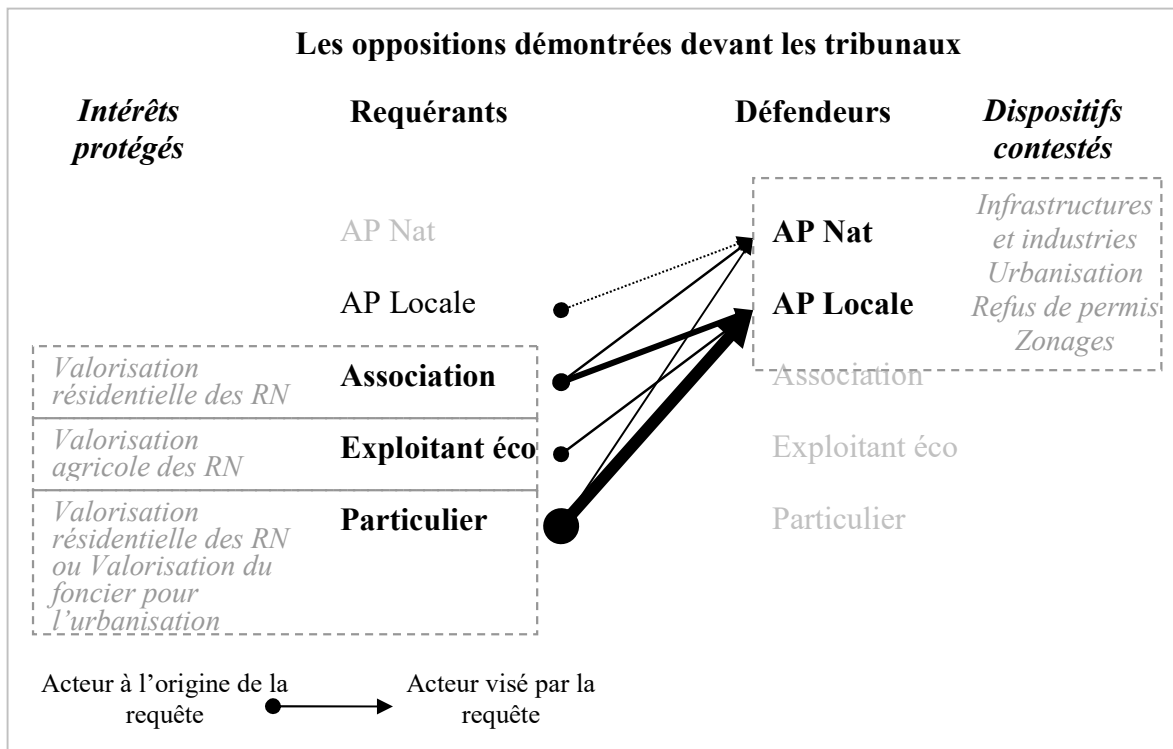 Les oppositions démontrées devant les tribunaux
Intérêts
protégés
Requérants
Défendeurs
Dispositifs
contestés
AP Nat
AP Locale
Association
Exploitant éco
Particulier
Valorisation
résidentielle des RN
Valorisation
agricole des RN
Valorisation
résidentielle des RN
ou Valorisation du
foncier pour
l’urbanisation
AP Nat
AP Locale
Association
Exploitant éco
Particulier
Infrastructures
et industries
Urbanisation
Refus de permis
Zonages
Acteur à l’origine de la
requête
Acteur visé par la
requête